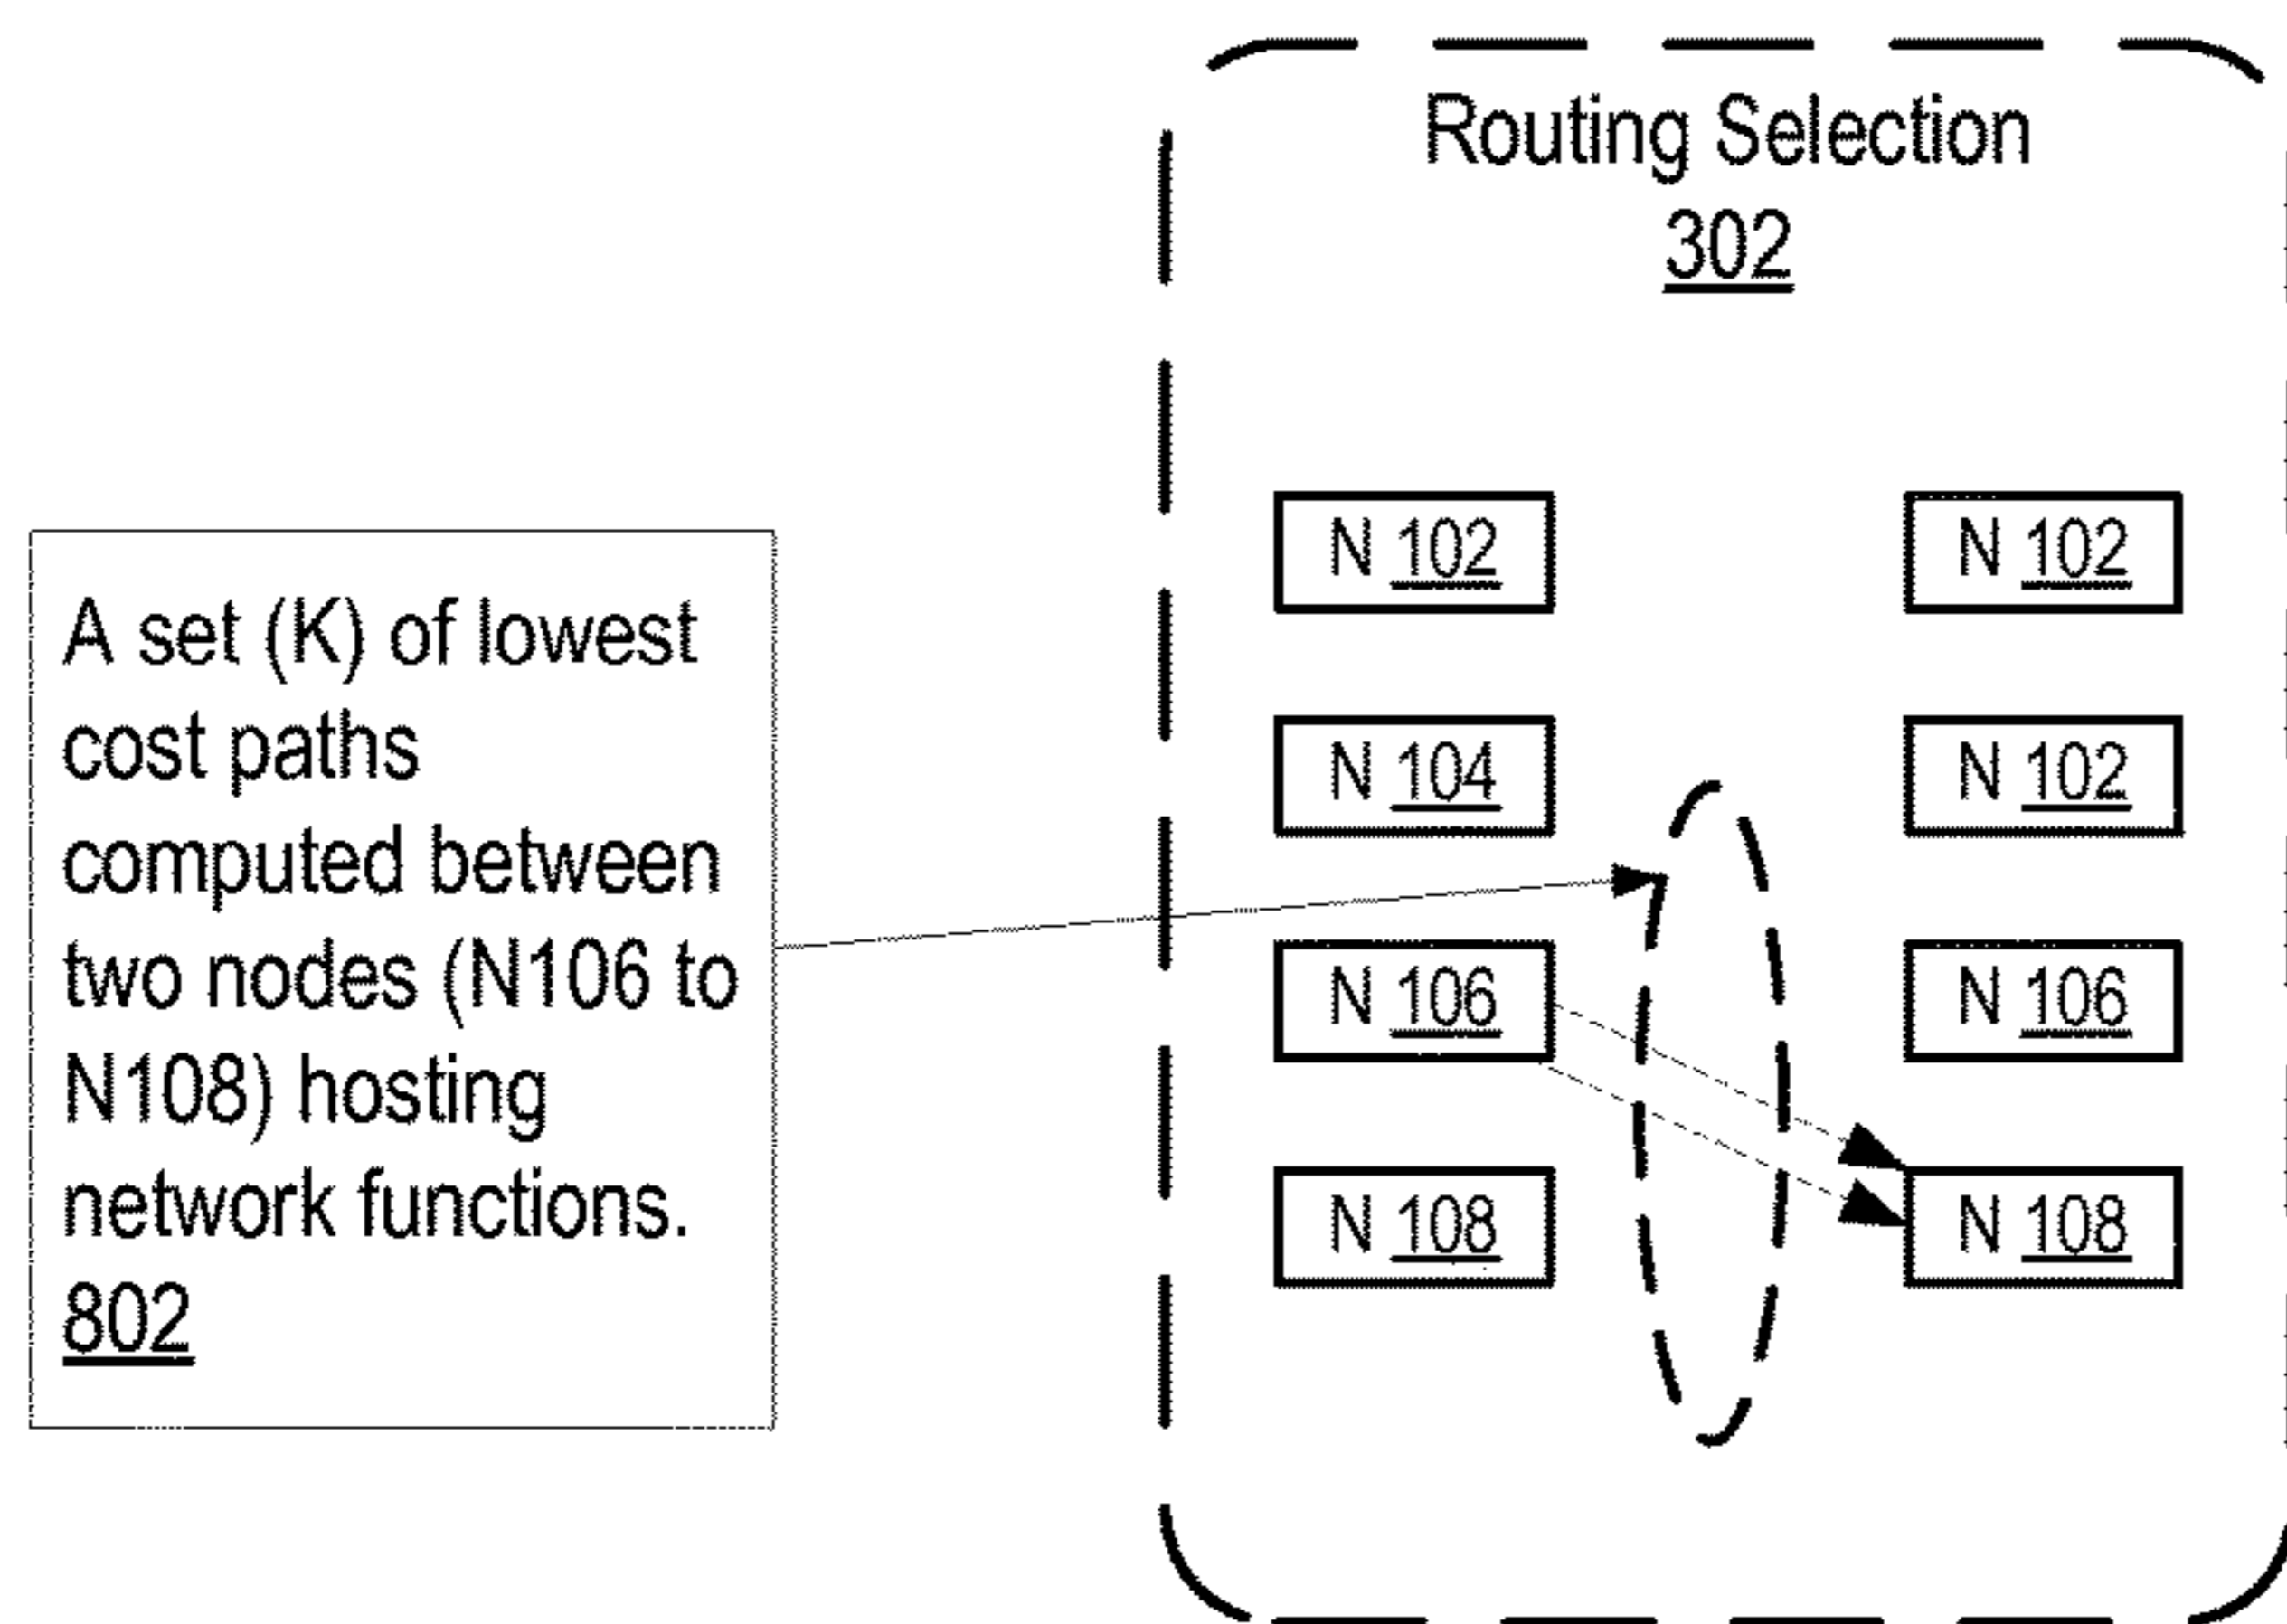 Routing Selection
302
A set (K) of lowest
cost paths
computed between
two nodes (N106 to
N108) hosting
network functions.
802
N 102
N 102
N 104
N 102
N 106
N 106
N 108
N 108